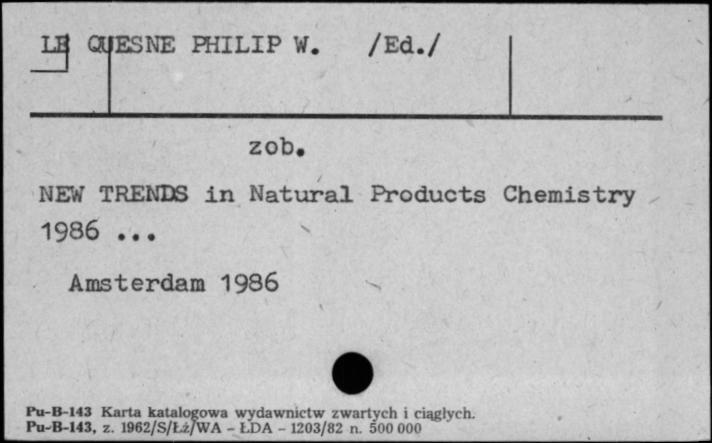 LE QUESNE PHILIP W. /Ed./
zob.
NEW TRENDS in Natural Products Chemistry
1986 ...
Amsterdam 1986
Pu-B-143 Karta katalogowa wydawnictw zwartych i ciągłych.
Pu-B-143, z. 1962/S/Łż/WA – ŁDA – 1203/82 n. 500 000